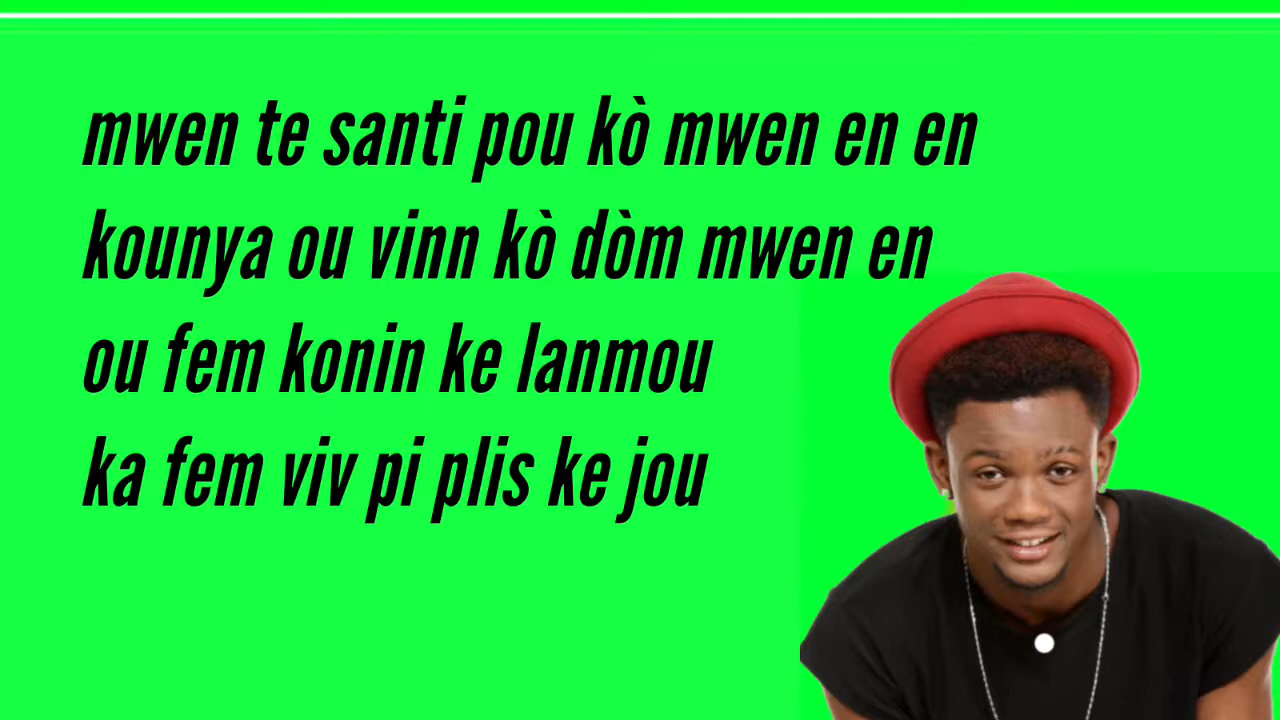 mwen te santi pou kò mwen en en
kounya ou vinn kò dòm mwen en
ou fem konin ke lanmou
ka fem viv pi plis ke jou